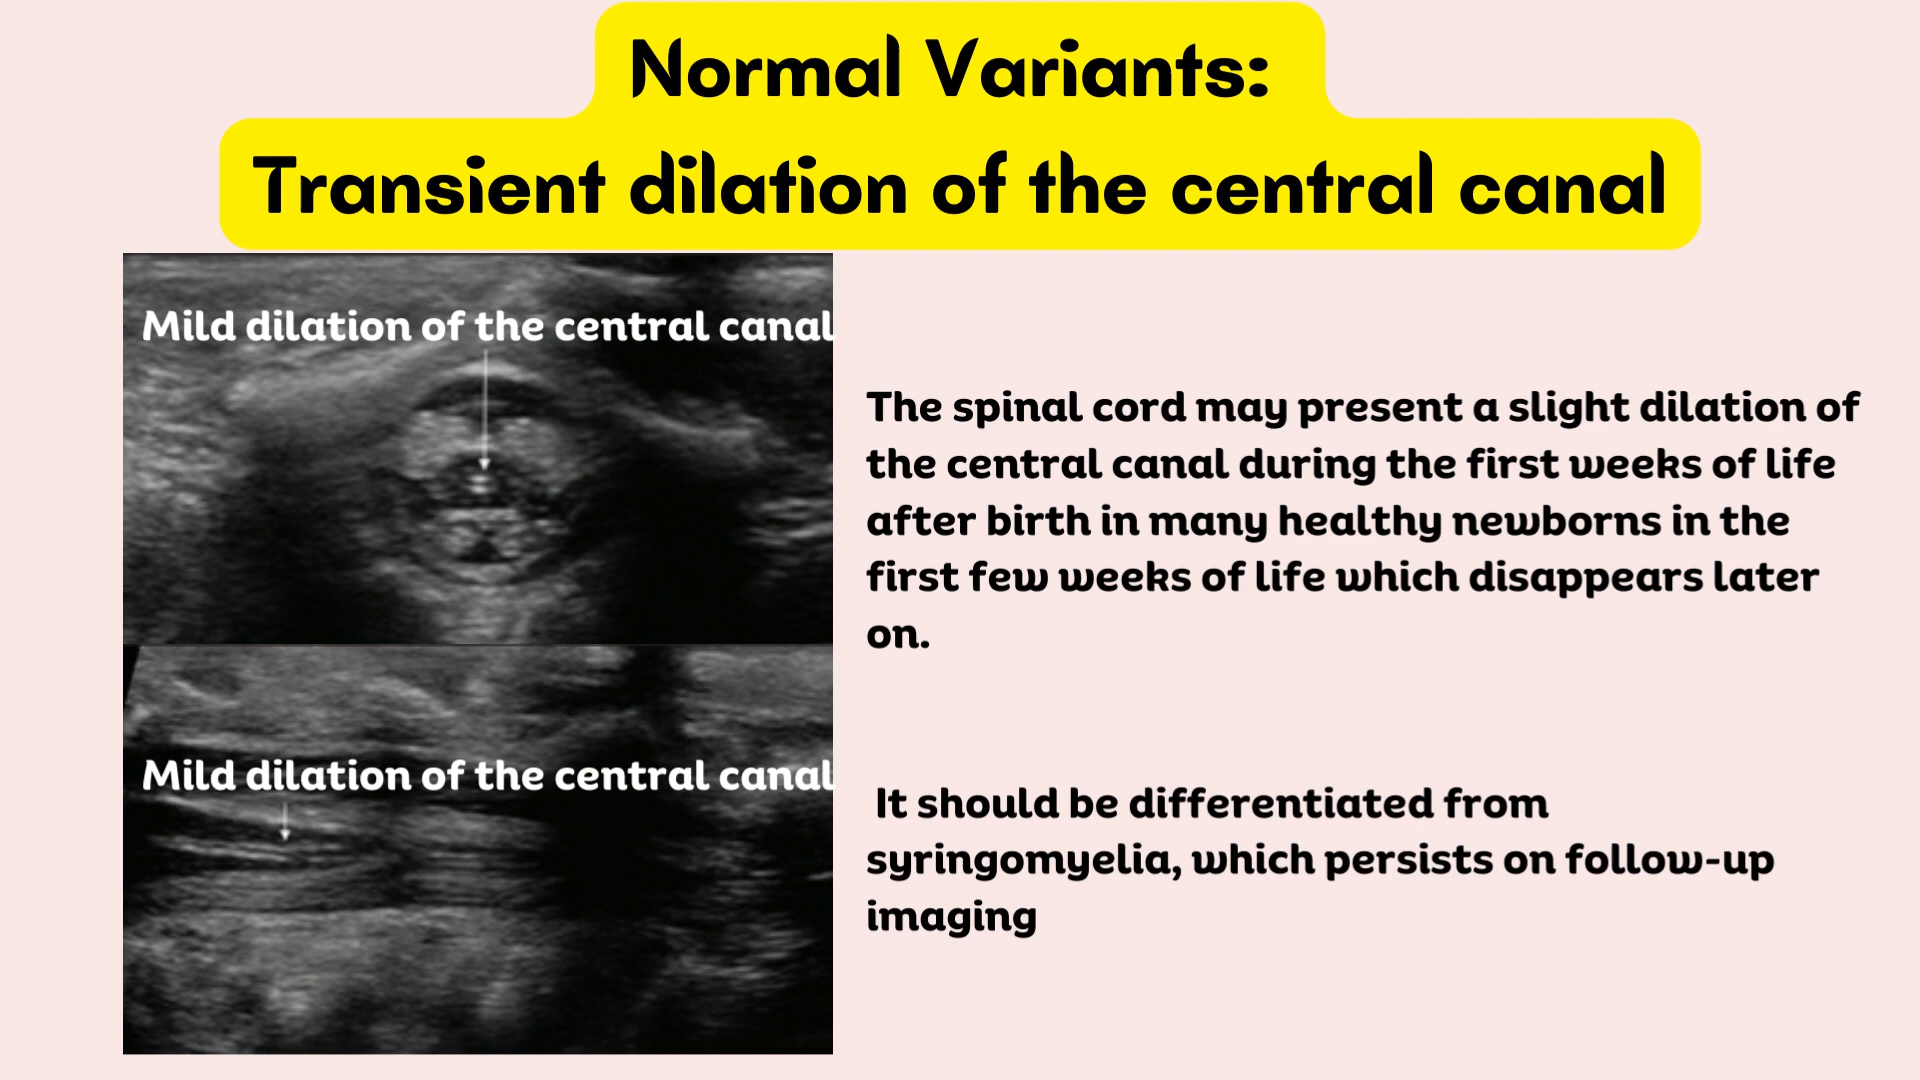 Normal Variants:
Transient dilation of the central canal
Mild dilation of the central canal
The spinal cord may present a slight dilation of
the central canal during the first weeks of life
after birth in many healthy newborns in the
first few weeks of life which disappears later
on.
Mild dilation of the central canal
It should be differentiated from
syringomyelia, which persists on follow-up
imaging